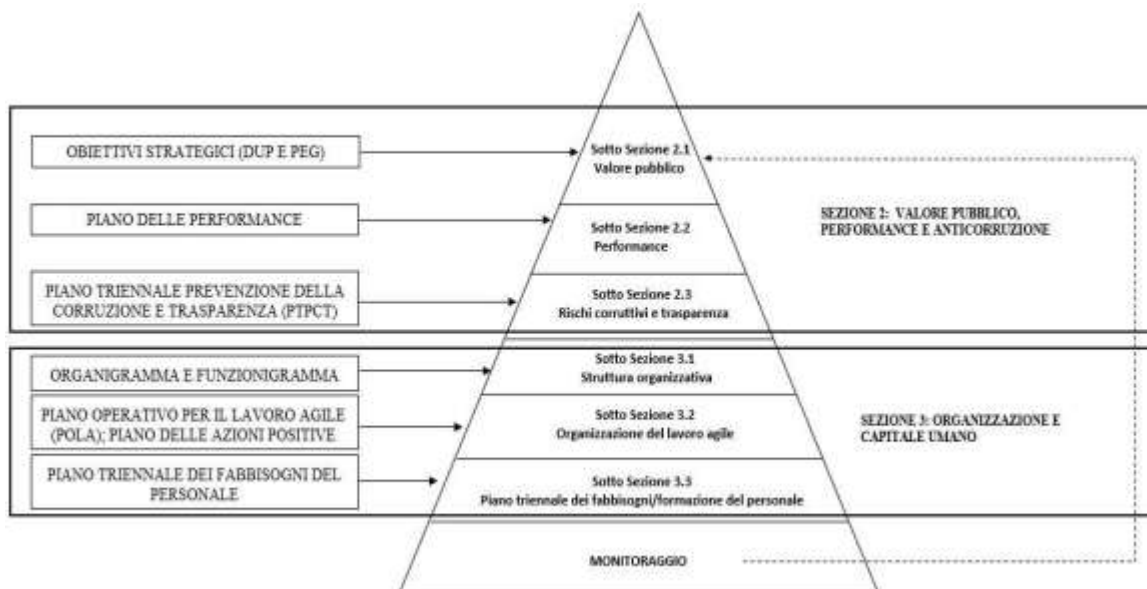 OBIETTIVI STRATEGICI (DUP E PEG)
Sotto Sezione 2.1
Valore pubblico
PIANO DELLE PERFORMANCE
Sotto Sezione 2.2
Performance
SEZIONE 2: VALORE PUBBLICO,
PERFORMANCE E ANTICORRUZIONE
PIANO TRIENNALE PREVENZIONE DELLA
CORRUZIONE E TRASPARENZA (PTPCT)
Sotto Sezione 2.3
Rischi corruttivi e trasparenza
ORGANIGRAMMA E FUNZIONIGRAMMA
Sotto Sezione 3.1
Struttura organizzativa
PIANO OPERATIVO PER IL LAVORO AGILE
(POLA); PIANO DELLE AZIONI POSITIVE
Sotto Sezione 3.2
Organizzazione del lavoro agile
SEZIONE 3: ORGANIZZAZIONE E
CAPITALE UMANO
PIANO TRIENNALE DEI FABBISOGNI DEL
PERSONALE
Sotto Sezione 3.3
Piano triennale dei fabbisogni/formazione del personale
MONITORAGGIO